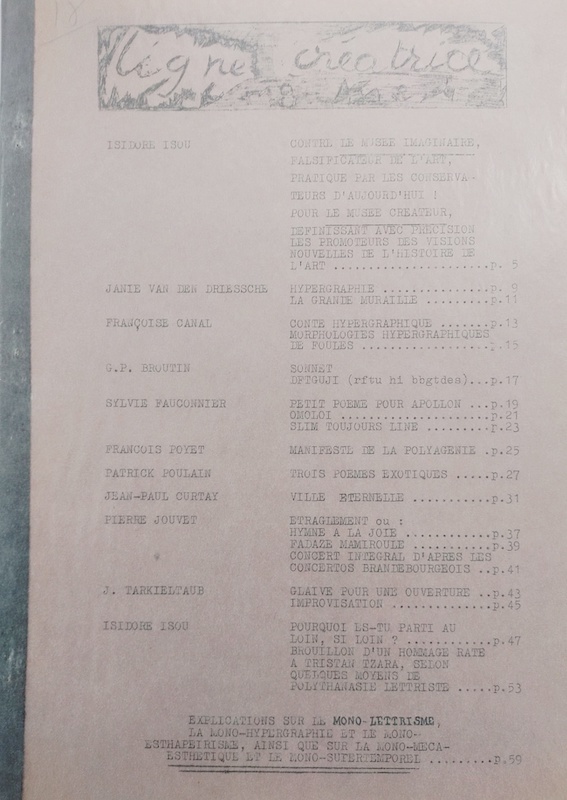 ligne créatrice
ISIDORE ISOU CONTRE LE MUSEE IMAGINAIRE,
FALSIFICATEUR DE L'ART,
PRATIQUE PAR LES CONSERVA-
TEURS D'AUJOURD'HUI !
POUR LE MUSEE CREATEUR,
DEFINISSANT AVEC PRECISION
LES PROMOTEURS DES VISIONS
NOUVELLES DE L'HISTOIRE DE
L'ART ......................p. 5
JANIE VAN DEN DRIESSCHE HYPERGRAPHIE ...... p. 9
LA GRANDE MURAILLE .........p.11
FRANÇOISE CANAL CONTE HYPERGRAPHIQUE .......p.13
MORPHOLOGIES HYPERGRAPHIQUES
DE FOULES ..................p.15
G.P. BROUTIN SONNET
DFTGUJI (rftu hi bbgtdes)...p.17
SYLVIE FAUCONNIER PETIT POEME POUR APOLLON ...p.19
OMOLOI .....................p.21
SLIM TOUJOURS LINE .........p.23
FRANCOIS POYET MANIFESTE DE LA POLYAGENIE .p.25
PATRICK POULAIN TROIS POEMES EXOTIQUES .....p.27
JEAN-PAUL CURTAY VILLE ETERNELLE ...........p.31
PIERRE JOUVET ETRAGLEMENT ou :
HYMNE A LA JOIE ............p.37
FADAZE MAMIROULE ...........p.39
CONCERT INTEGRAL D'APRES LES
CONCERTOS BRANDEBOURGEOIS ..p.41
J. TARKIELTAUB GLAIVE POUR UNE OUVERTURE ..p.43
IMPROVISATION ..............p.45
ISIDORE ISOU POURQUOI ES-TU PARTI AU
LOIN, SI LOIN ? ............p.47
BROUILLON D'UN HOMMAGE RATE
A TRISTAN TZARA, SELON
QUELQUES MOYENS DE
POLYTHANASIE LETTRISTE .....p.53
EXPLICATIONS SUR LE MONO-LETTRISME,
LA MONO-HYPERGRAPHIE ET LE MONO-
ESTHAPEIRISME, AINSI QUE SUR LA MONO-MECA-
ESTHETIQUE ET LE MONO-SUPERTEMPOREL .........p.59